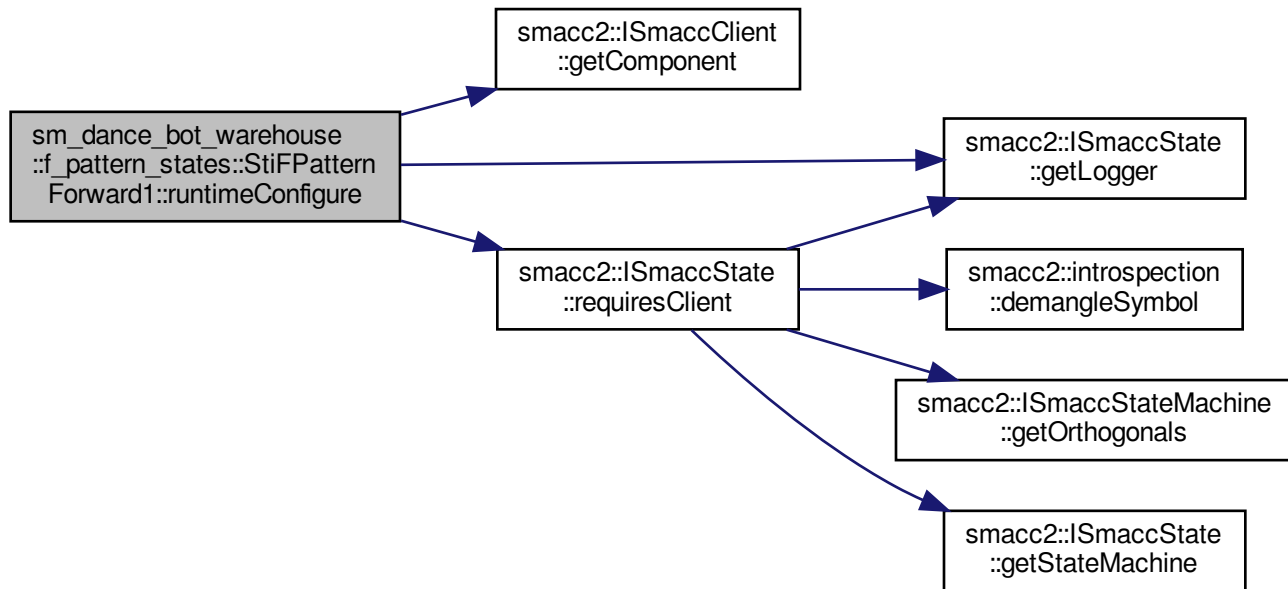 smacc2::ISmaccClient
::getComponent
sm_dance_bot_warehouse
::f_pattern_states::StiFPattern
Forward1::runtimeConfigure
smacc2::ISmaccState
::getLogger
smacc2::ISmaccState
::requiresClient
smacc2::introspection
::demangleSymbol
smacc2::ISmaccStateMachine
::getOrthogonals
smacc2::ISmaccState
::getStateMachine